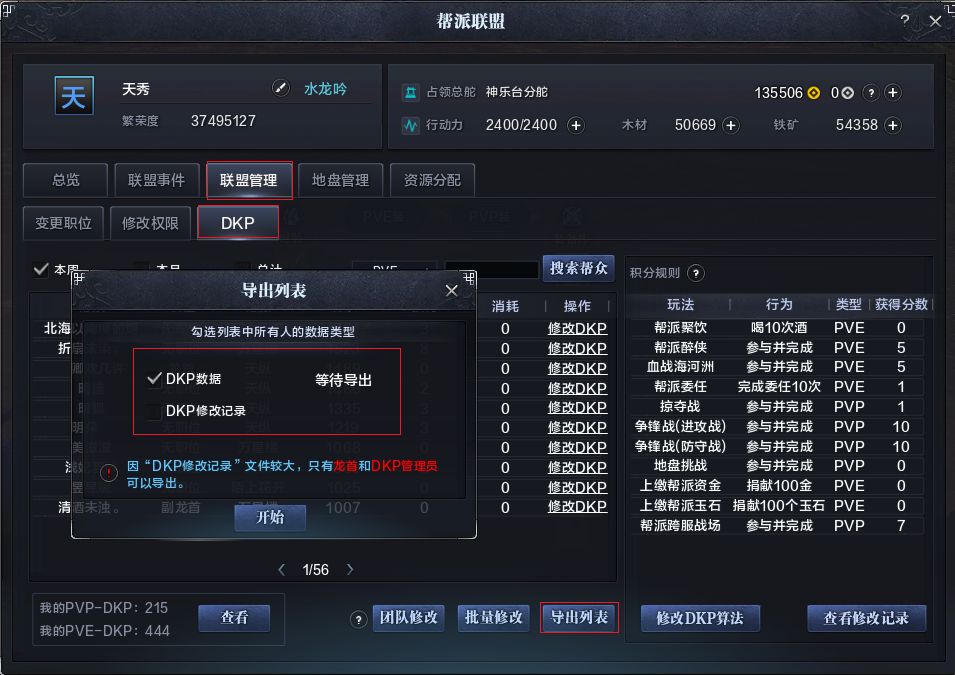 帮派联盟
?
天
天秀
水龙吟
繁荣度 37495127
占领总舵 神乐台分舵 135506 0 ? +
行动力 2400/2400 + 木材 50669 + 铁矿 54358 +
总览 联盟事件 联盟管理 地盘管理 资源分配
变更职位 修改权限 DKP
本周 本月 总计 PVE 搜索帮众
导出列表
勾选列表中所有人的数据类型
DKP数据 等待导出
DKP修改记录
因“DKP修改记录”文件较大，只有龙首和DKP管理员
可以导出。
开始
北海以
折
清酒未浊。 副龙首 1007 0
消耗 操作
0 修改DKP
0 修改DKP
0 修改DKP
0 修改DKP
0 修改DKP
0 修改DKP
0 修改DKP
0 修改DKP
0 修改DKP
0 修改DKP
1/56
积分规则 ?
玩法 行为 类型 获得分数
帮派聚饮 喝10次酒 PVE 0
帮派醉侠 参与并完成 PVE 5
血战海河洲 参与并完成 PVE 5
帮派委任 完成委任10次 PVE 1
掠夺战 参与并完成 PVP 1
争锋战(进攻战) 参与并完成 PVP 10
争锋战(防守战) 参与并完成 PVP 10
地盘挑战 参与并完成 PVP 0
上缴帮派资金 捐献100金 PVE 0
上缴帮派玉石 捐献100个玉石 PVE 0
帮派跨服战场 参与并完成 PVP 7
我的PVP-DKP：215
我的PVE-DKP：444
查看
? 团队修改 批量修改 导出列表
修改DKP算法 查看修改记录